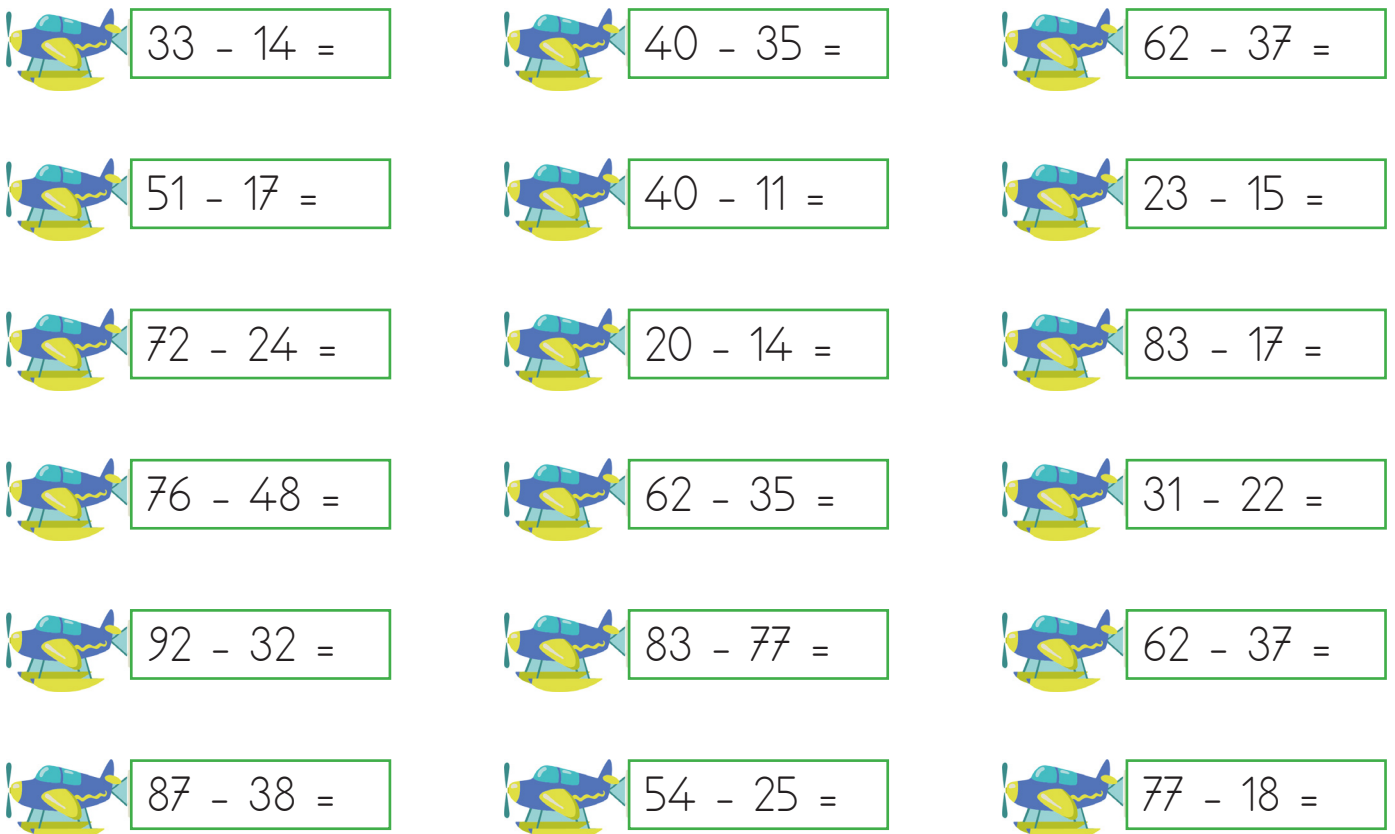 33 - 14 =
40 - 35 =
62 - 37 =
51 - 17 =
40 - 11 =
23 - 15 =
72 - 24 =
20 - 14 =
83 - 17 =
76 - 48 =
62 - 35 =
31 - 22 =
92 - 32 =
83 - 77 =
62 - 37 =
87 - 38 =
54 - 25 =
77 - 18 =